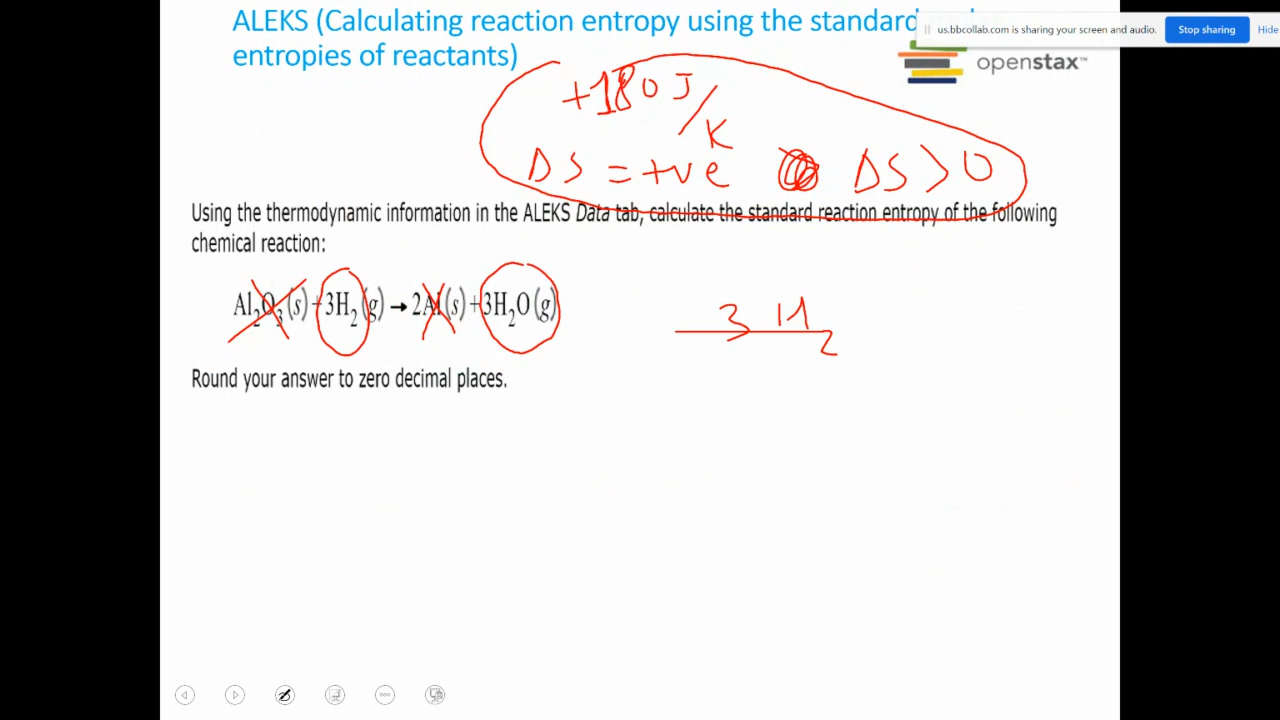 ALEKS (Calculating reaction entropy using the standard
entropies of reactants)
us.bbcollab.com is sharing your screen and audio.
Stop sharing
Hide
openstax™
+180 J/K
ΔS = +ve ΔS > 0
Using the thermodynamic information in the ALEKS Data tab, calculate the standard reaction entropy of the following
chemical reaction:
Al₂O₃(s) + 3H₂(g) → 2Al(s) + 3H₂O(g)
3 H₂
Round your answer to zero decimal places.